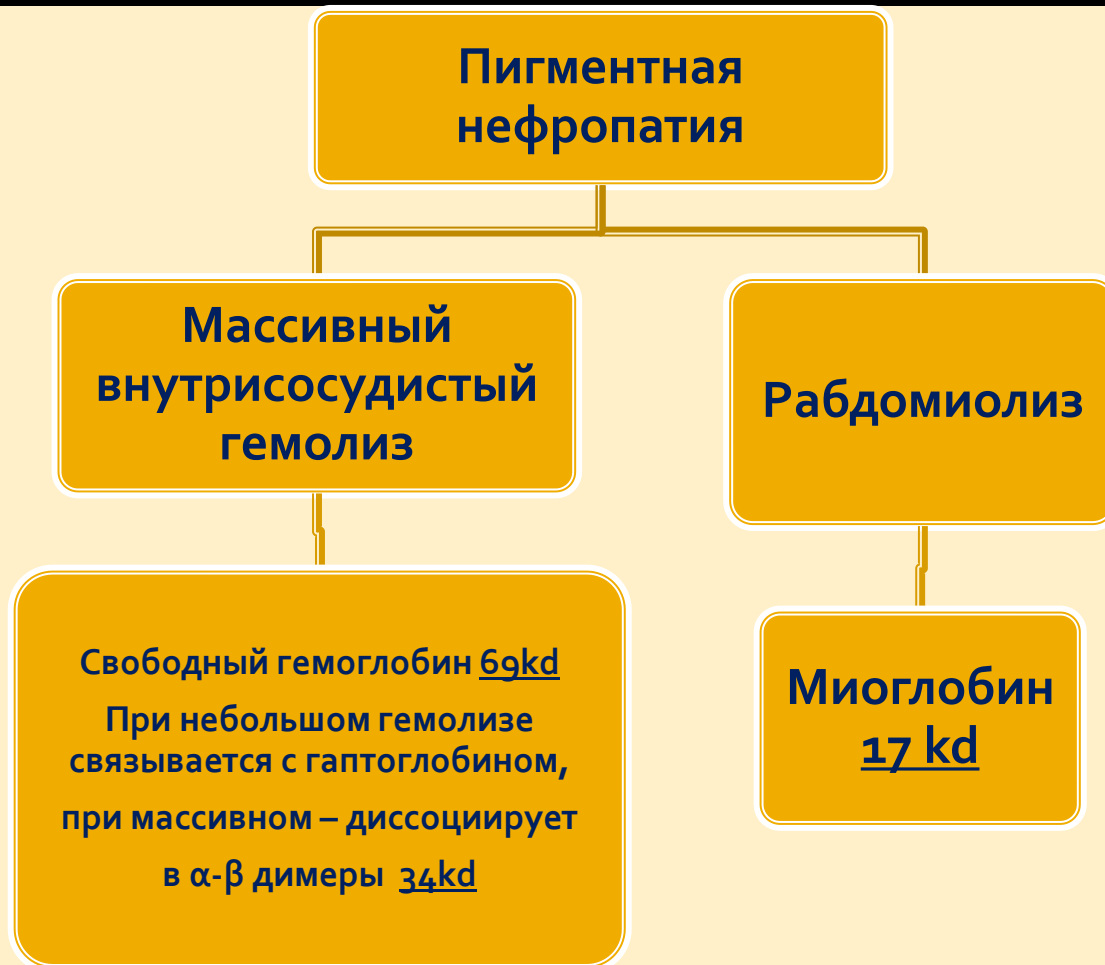 Пигментная
нефропатия
Массивный
внутрисосудистый
гемолиз
Рабдомиолиз
Свободный гемоглобин 69kd
При небольшом гемолизе
связывается с гаптоглобином,
при массивном – диссоциирует
в α-β димеры 34kd
Миоглобин
17 kd